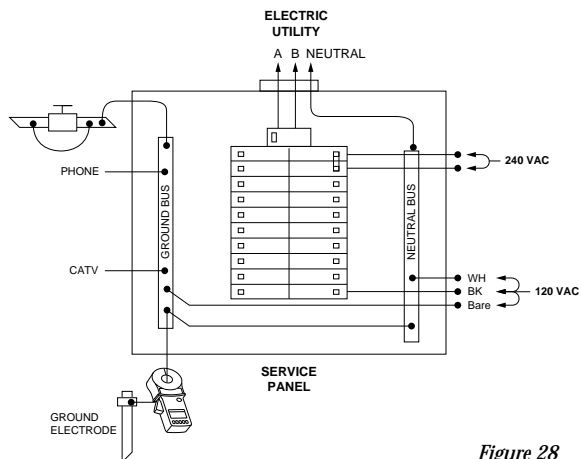 ELECTRIC
UTILITY
A B NEUTRAL
PHONE
GROUND BUS
NEUTRAL BUS
240 VAC
CATV
WH
BK
Bare
120 VAC
SERVICE
PANEL
GROUND
ELECTRODE
Figure 28